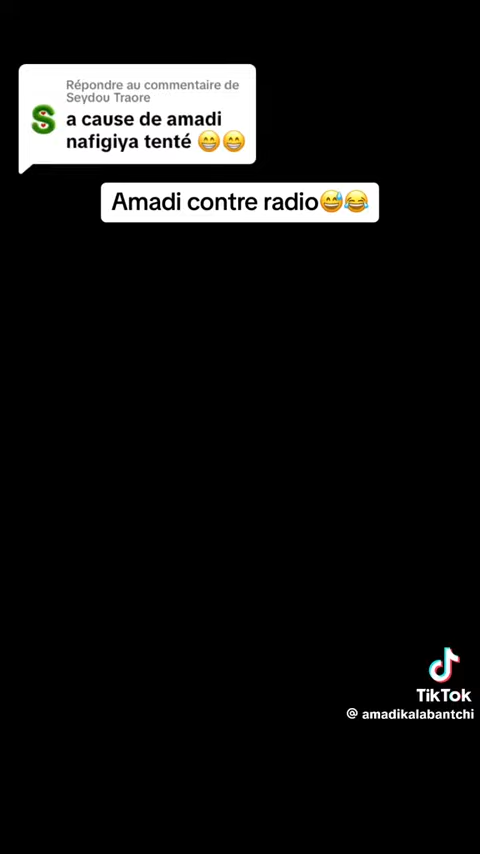 Répondre au commentaire de
Seydou Traore
a cause de amadi
nafigiya tenté 😁😁
Amadi contre radio😅😂
TikTok
@ amadikalabantchi